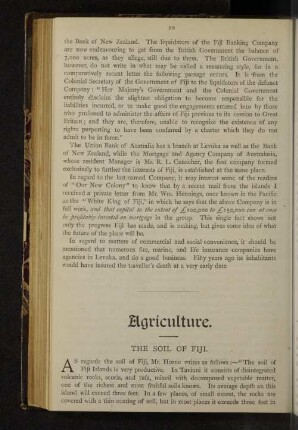 the Bank of New Zealand. The liquidators of the Fiji Banking Company
are now endeavouring to get from the British Government the balance of
7,000 acres, as they allege, still due to them. The British Government,
however, do not write in what may be called a reassuring style, for in a
comparatively recent letter the following passage occurs. It is from the
Colonial Secretary of the Government of Fiji to the liquidators of the defunct
Company: "Her Majesty's Government and the Colonial Government
entirely disclaim the slightest obligation to become responsible for the
liabilities incurred, or to make good the engagements entered into by those
who professed to administer the affairs of Fiji previous to its cession to Great
Britain; and they are, therefore, unable to recognise the existence of any
rights purporting to have been conferred by a charter which they do not
admit to be in force."
The Union Bank of Australia has a branch at Levuka as well as the Bank
of New Zealand, while the Mortgage and Agency Company of Australasia,
whose resident Manager is Mr. R. L. the first company formed
exclusively to further the interests of Fiji, is established at the same place.
In regard to the last-named Company, it may interest some of the readers
of "Our New Colony" to know that by a recent mail from the islands I
received a private letter from Mr Wm. Hennings, once known in the Pacific
as the "White King of Fiji," in which he says that the above Company is in
full work, and that capital to the extent of to can at once
be profitably invested on mortgage in the group. This single fact shows not
only the progress Fiji has made, and is making, but gives some idea of what
the future of the place will be.
In regard to matters of commercial and social convenience, it should be
mentioned that numerous fire, marine, and life insurance companies have
agencies in Levuka, and do a good business. Fifty years ago its inhabitants
would have insured the traveller's death at a very early date
Agriculture.
THE SOIL OF FIJI.
AS regards the soil of Fiji, Mr. Horne writes as follows:—"The soil of
Fiji Islands is very productive. In Taviuni it consists of disintegrated
volcanic rocks, scoria, and tufa, mixed with decomposed vegetable matter,
one of the richest and most fruitful soils known. Its average depth on this
island will exceed three feet. In a few places, of small extent, the rocks are
covered with a thin coating of soil, but in most places it exceeds three feet in